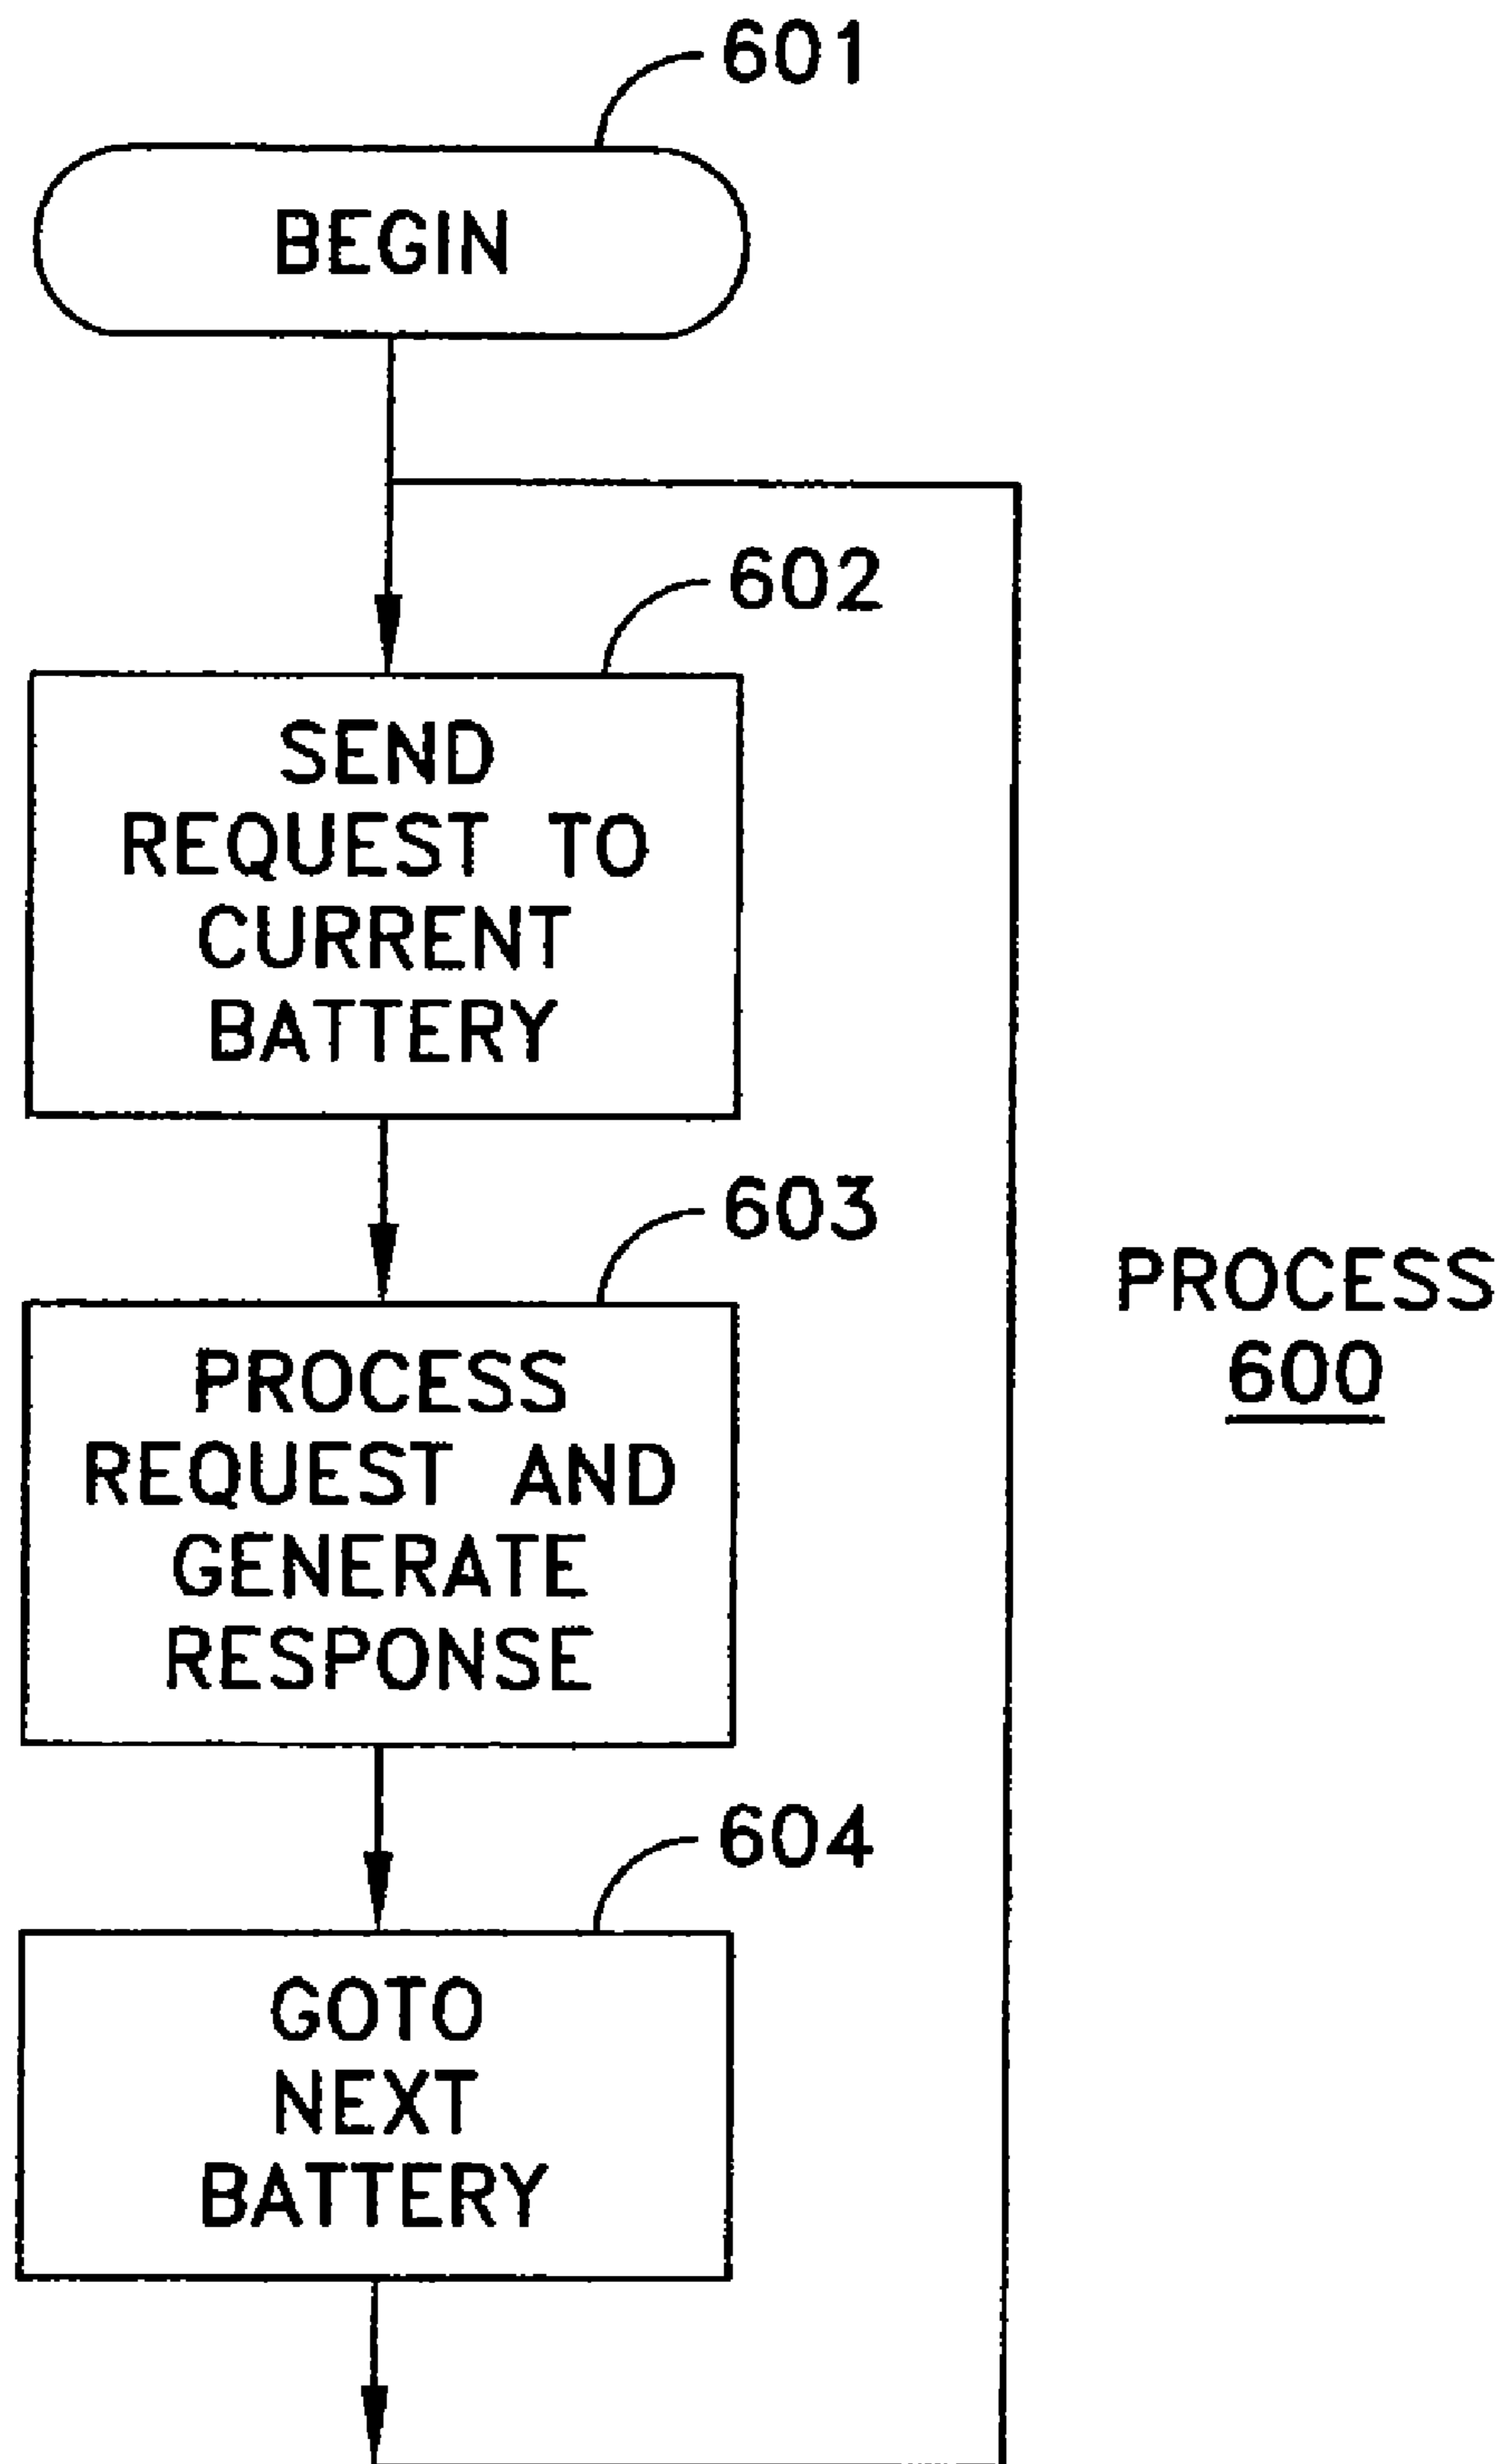 601
BEGIN
602
SEND
REQUEST TO
CURRENT
BATTERY
603
PROCESS
REQUEST AND
GENERATE
RESPONSE
604
GOTO
NEXT
BATTERY
PROCESS
600